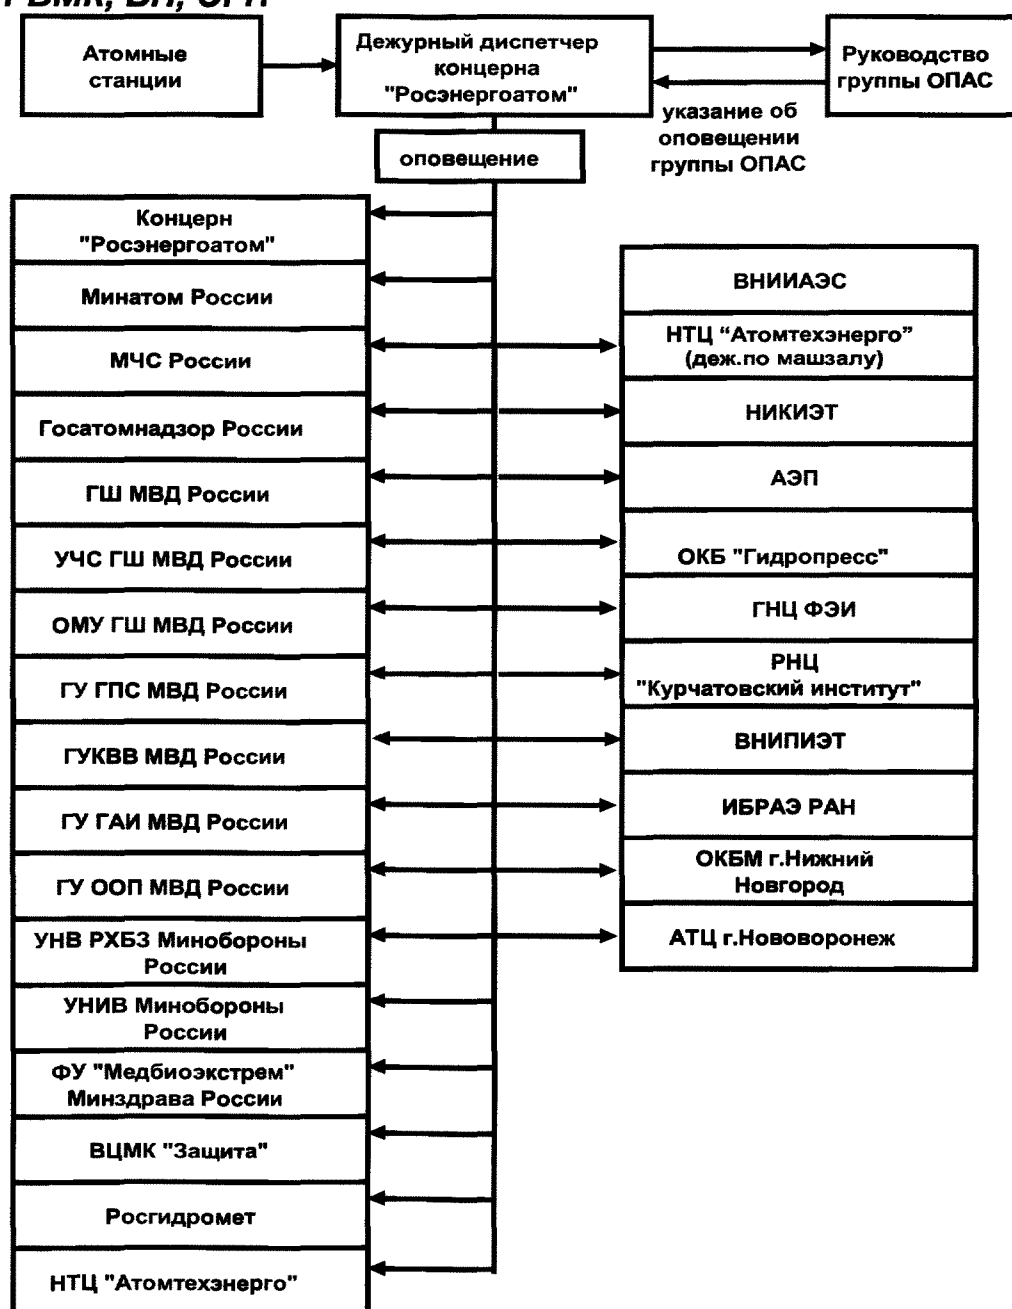 РБМК, БН, ЭГП
Атомные
станции
Дежурный диспетчер
концерна
"Росэнергоатом"
Руководство
группы ОПАС
указание об
оповещении
группы ОПАС
оповещение
Концерн
"Росэнергоатом"
Минатом России
МЧС России
Госатомнадзор России
ГШ МВД России
УЧС ГШ МВД России
ОМУ ГШ МВД России
ГУ ГПС МВД России
ГУКВВ МВД России
ГУ ГАИ МВД России
ГУ ООП МВД России
УНВ РХБЗ Минобороны
России
УНИВ Минобороны
России
ФУ "Медбиоэкстрем"
Минздрава России
ВЦМК "Защита"
Росгидромет
НТЦ "Атомтехэнерго"
ВНИИАЭС
НТЦ “Атомтехэнерго”
(деж.по машзалу)
НИКИЭТ
АЭП
ОКБ "Гидропресс"
ГНЦ ФЭИ
РНЦ
"Курчатовский институт"
ВНИПИЭТ
ИБРАЭ РАН
ОКБМ г.Нижний
Новгород
АТЦ г.Нововоронеж